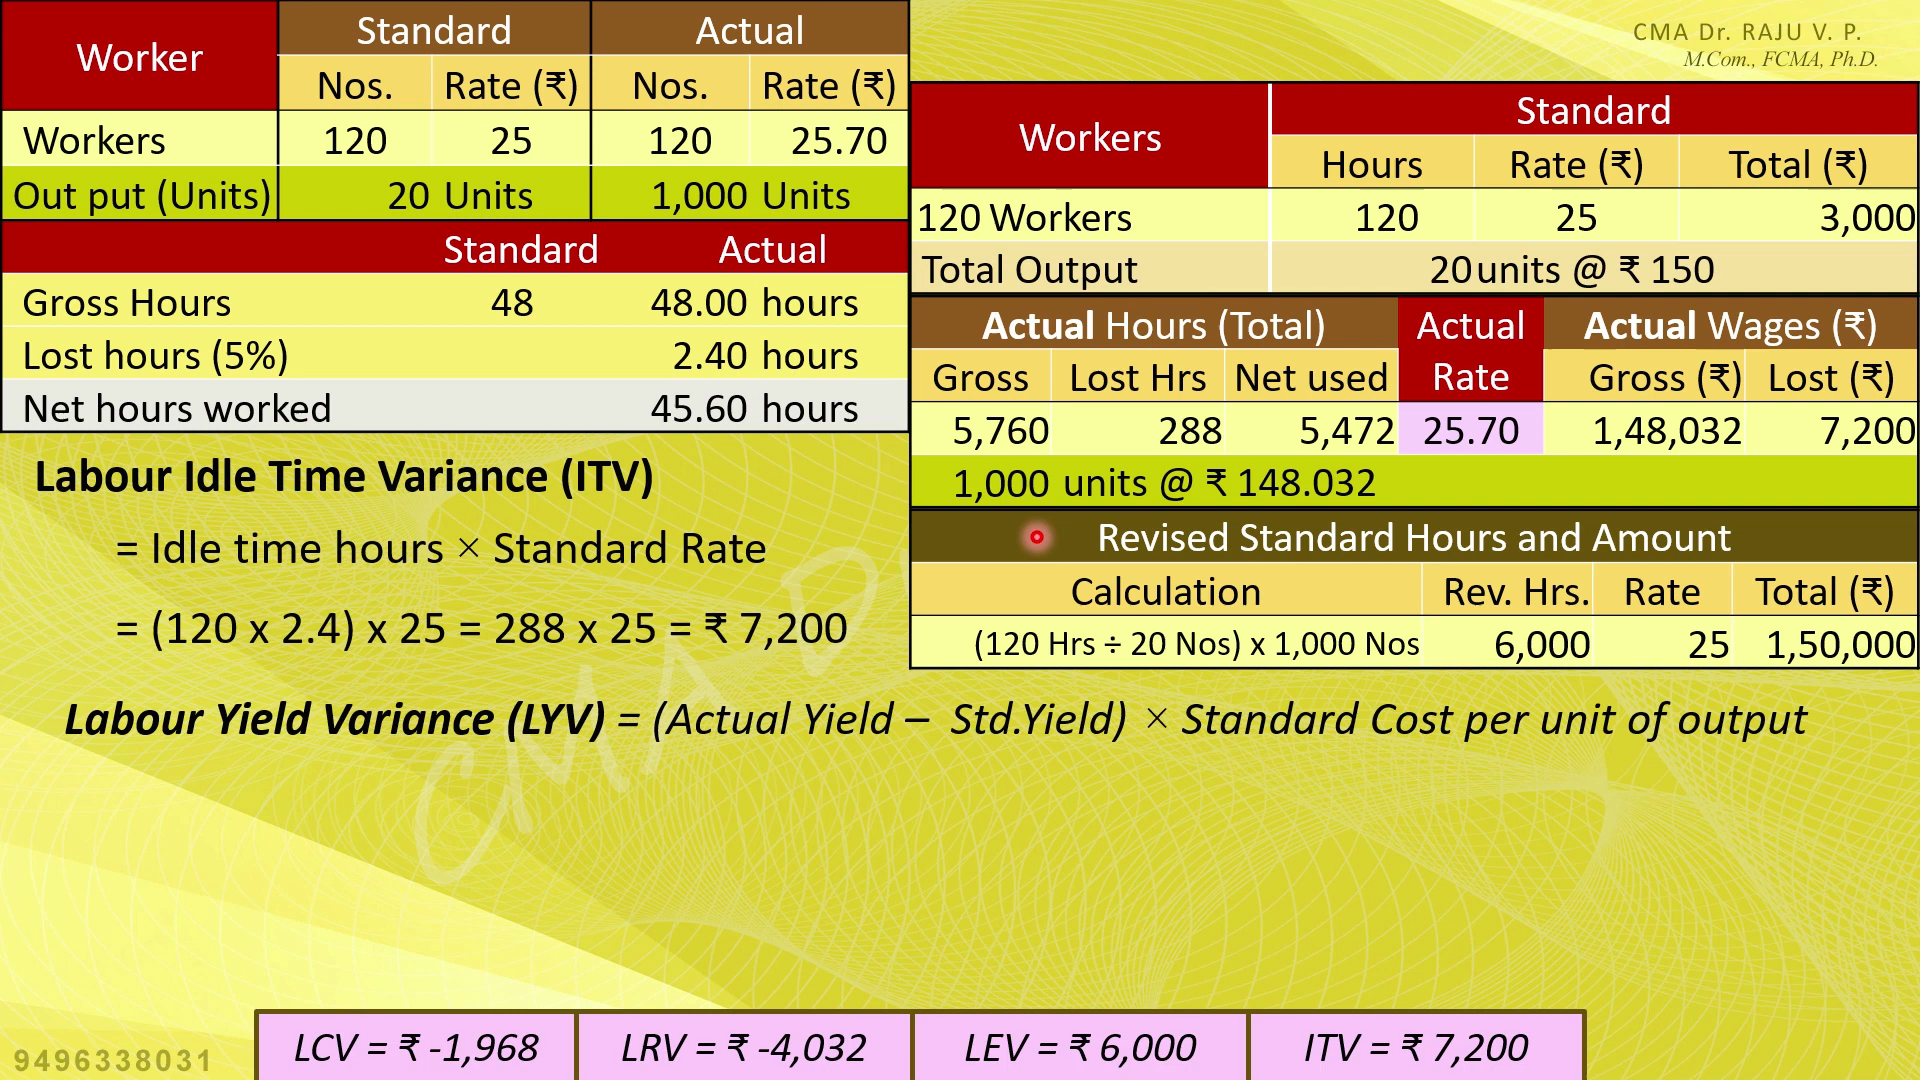 CMA Dr. RAJU V. P.
M.Com., FCMA, Ph.D.
Worker Standard Actual
Nos. Rate (₹) Nos. Rate (₹)
Workers 120 25 120 25.70
Out put (Units) 20 Units 1,000 Units
Standard Actual
Gross Hours 48 48.00 hours
Lost hours (5%) 2.40 hours
Net hours worked 45.60 hours
Workers Standard
Hours Rate (₹) Total (₹)
120 Workers 120 25 3,000
Total Output 20 units @ ₹ 150
Actual Hours (Total) Actual Rate Actual Wages (₹)
Gross Lost Hrs Net used Gross (₹) Lost (₹)
5,760 288 5,472 25.70 1,48,032 7,200
1,000 units @ ₹ 148.032
Revised Standard Hours and Amount
Calculation Rev. Hrs. Rate Total (₹)
(120 Hrs ÷ 20 Nos) x 1,000 Nos 6,000 25 1,50,000
Labour Idle Time Variance (ITV)
= Idle time hours × Standard Rate
= (120 x 2.4) x 25 = 288 x 25 = ₹ 7,200
Labour Yield Variance (LYV) = (Actual Yield – Std.Yield) × Standard Cost per unit of output
CMA D
9496338031
LCV = ₹ -1,968 LRV = ₹ -4,032 LEV = ₹ 6,000 ITV = ₹ 7,200